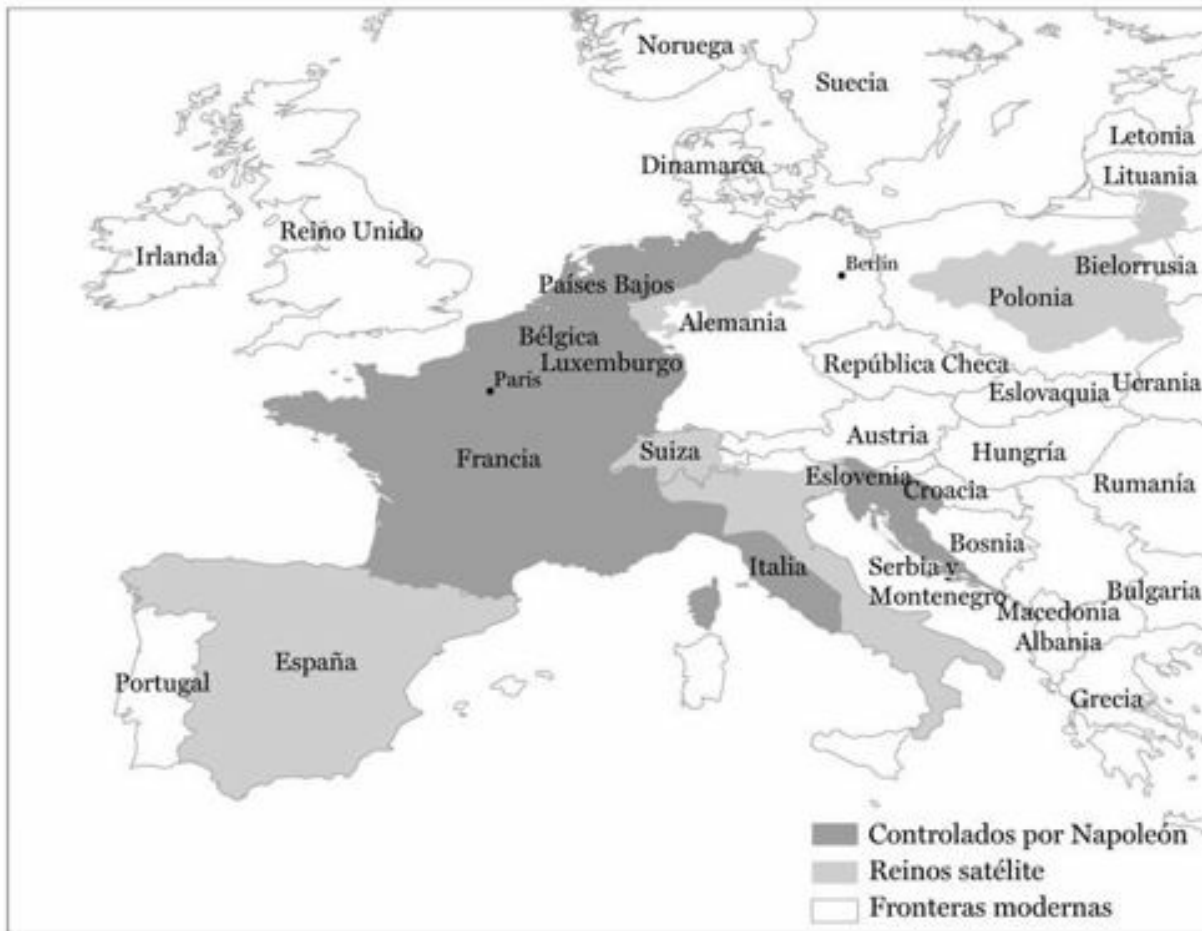 Noruega
Suecia
Letonia
Dinamarca
Lituania
Reino Unido
Irlanda
Berlín
Bielorrusia
Países Bajos
Polonia
Alemania
Bélgica
Luxemburgo
República Checa
París
Eslovaquia
Ucrania
Austria
Suiza
Francia
Hungría
Eslovenia
Croacia
Rumanía
Bosnia
Italia
Serbia y
Montenegro
Bulgaria
Macedonia
Albania
España
Portugal
Grecia
Controlados por Napoleón
Reinos satélite
Fronteras modernas